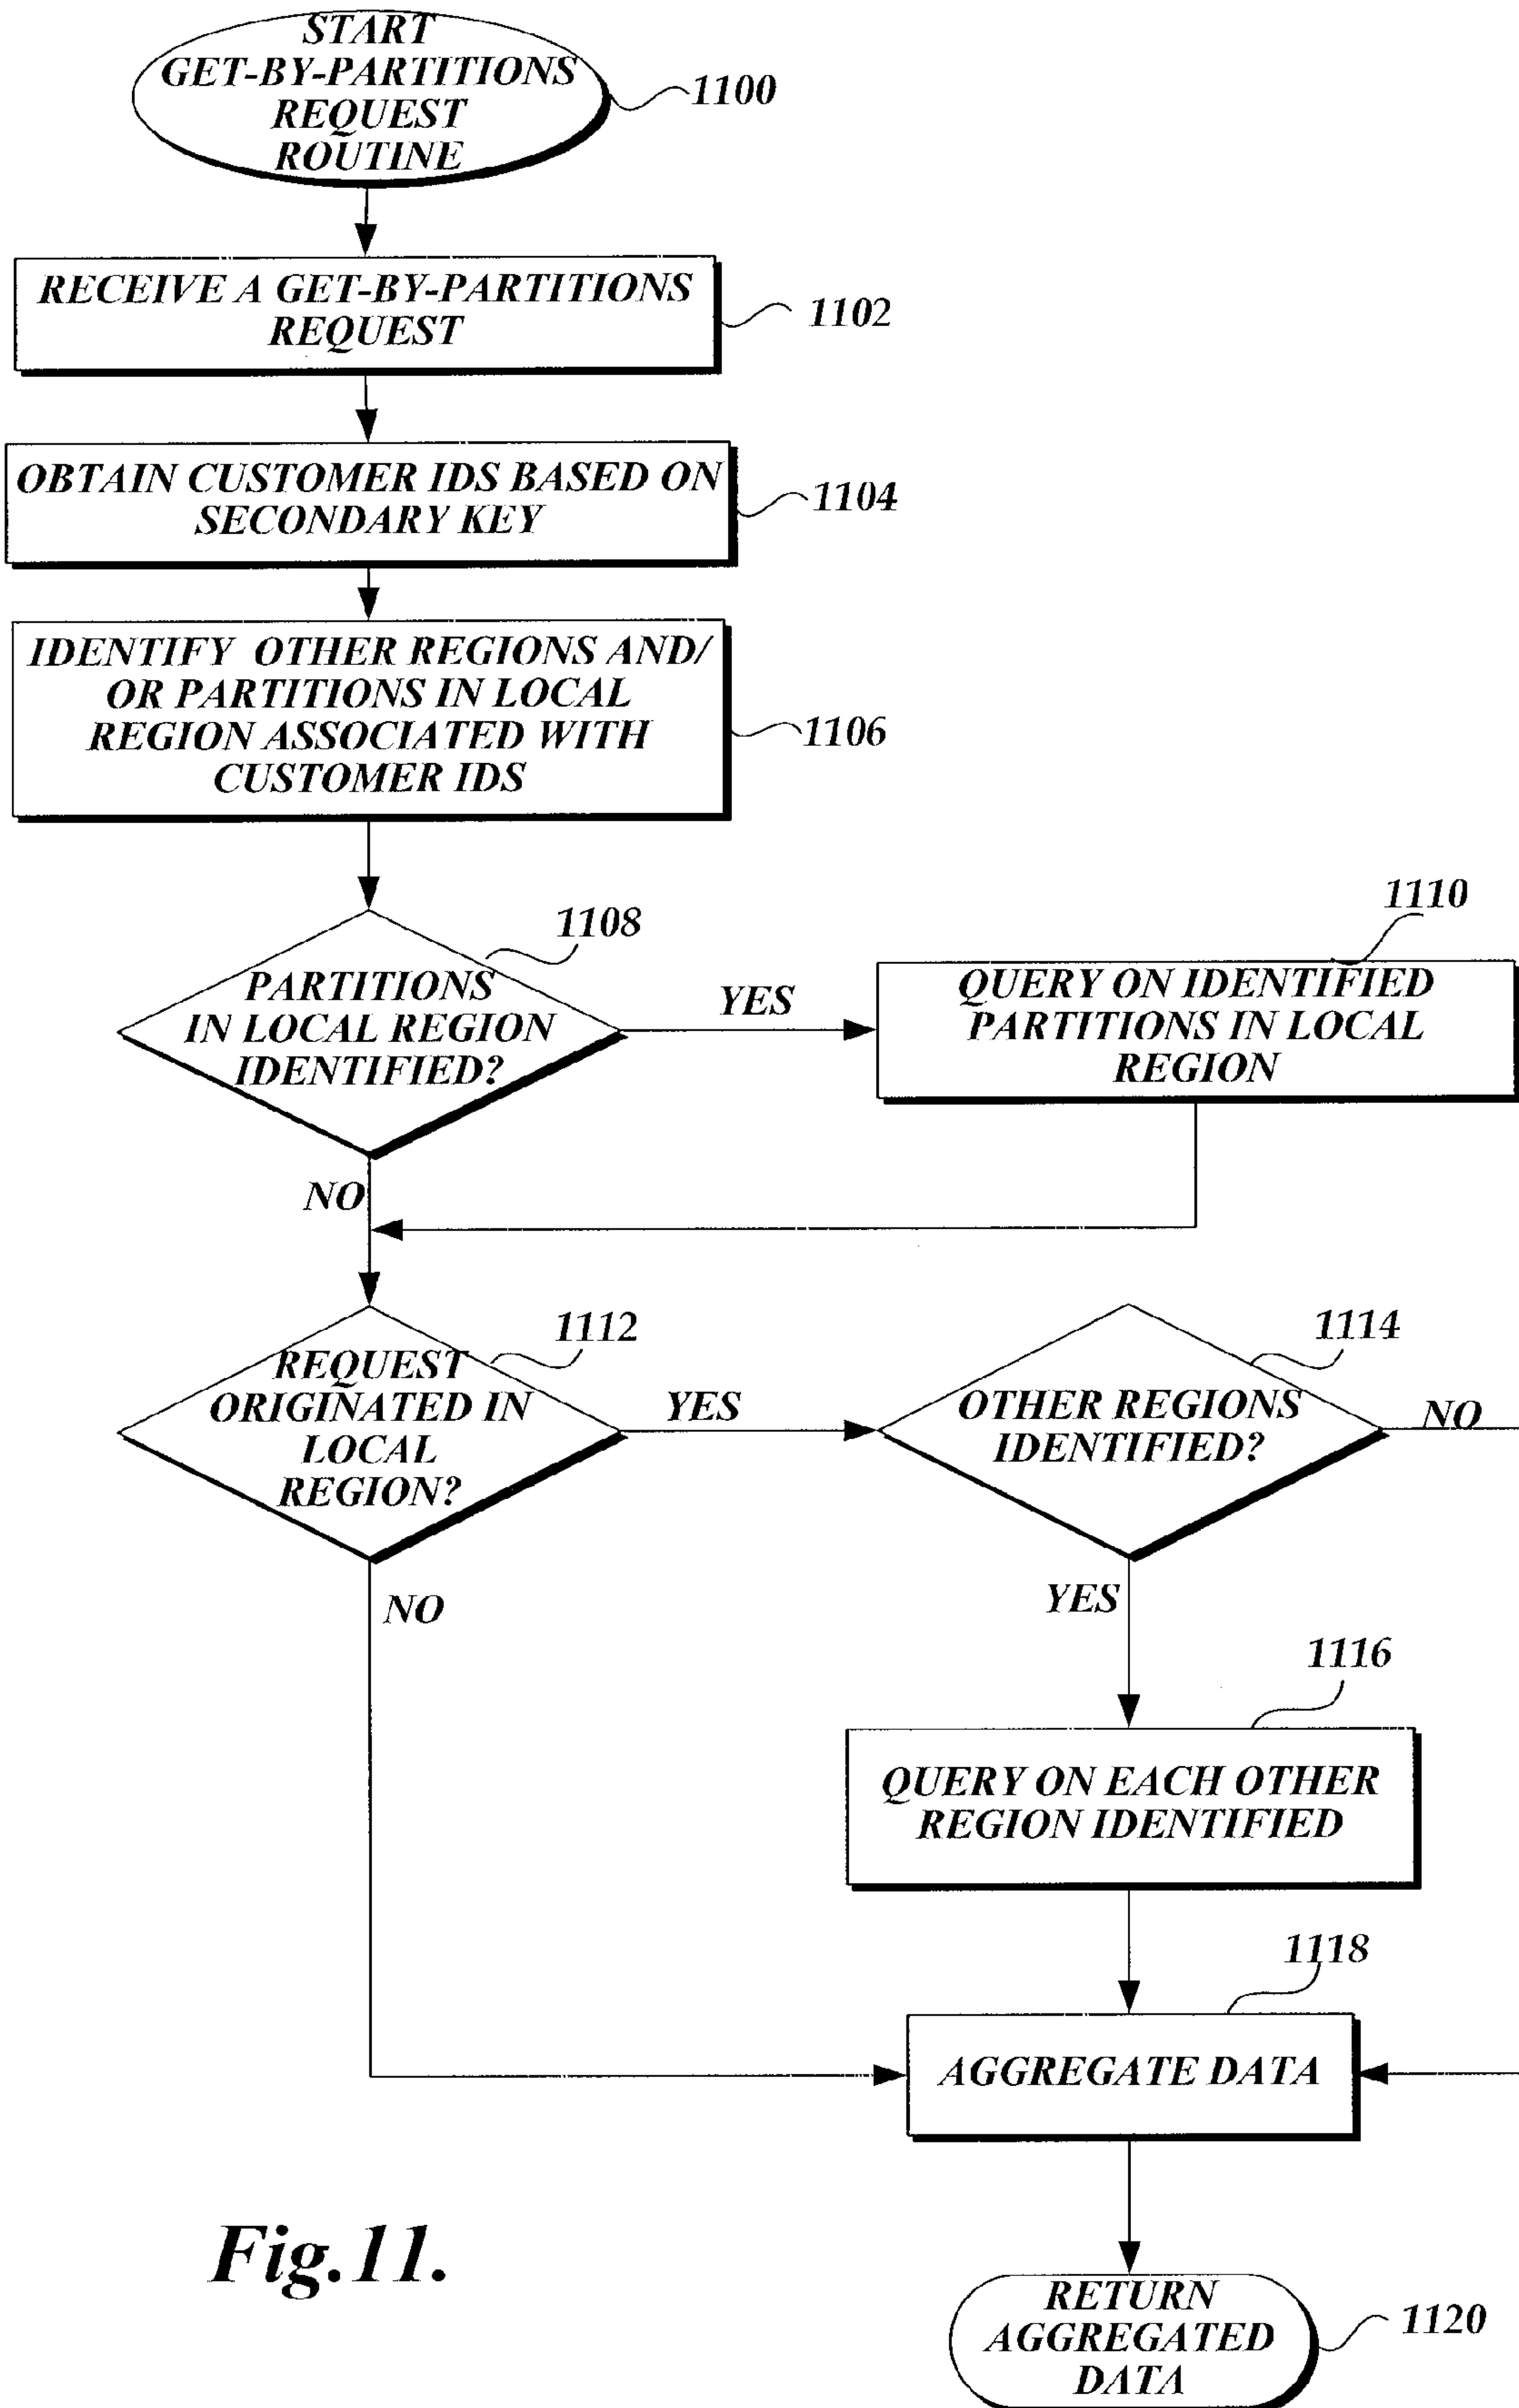 START
GET-BY-PARTITIONS
REQUEST
ROUTINE
1100
RECEIVE A GET-BY-PARTITIONS
REQUEST
1102
OBTAIN CUSTOMER IDS BASED ON
SECONDARY KEY
1104
IDENTIFY OTHER REGIONS AND/
OR PARTITIONS IN LOCAL
REGION ASSOCIATED WITH
CUSTOMER IDS
1106
1108
PARTITIONS
IN LOCAL REGION
IDENTIFIED?
YES
NO
1110
QUERY ON IDENTIFIED
PARTITIONS IN LOCAL
REGION
1112
REQUEST
ORIGINATED IN
LOCAL
REGION?
YES
NO
1114
OTHER REGIONS
IDENTIFIED?
NO
YES
1116
QUERY ON EACH OTHER
REGION IDENTIFIED
1118
AGGREGATE DATA
RETURN
AGGREGATED
DATA
1120
Fig.11.